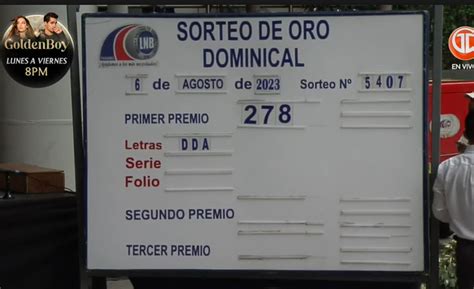 GoldenBoy
LUNES A VIERNES
8PM
LNB
SORTEO DE ORO
DOMINICAL
EN VIVO
6 de AGOSTO de 2023 Sorteo Nº 5407
PRIMER PREMIO 278
Letras DDA
Serie
Folio
SEGUNDO PREMIO
TERCER PREMIO